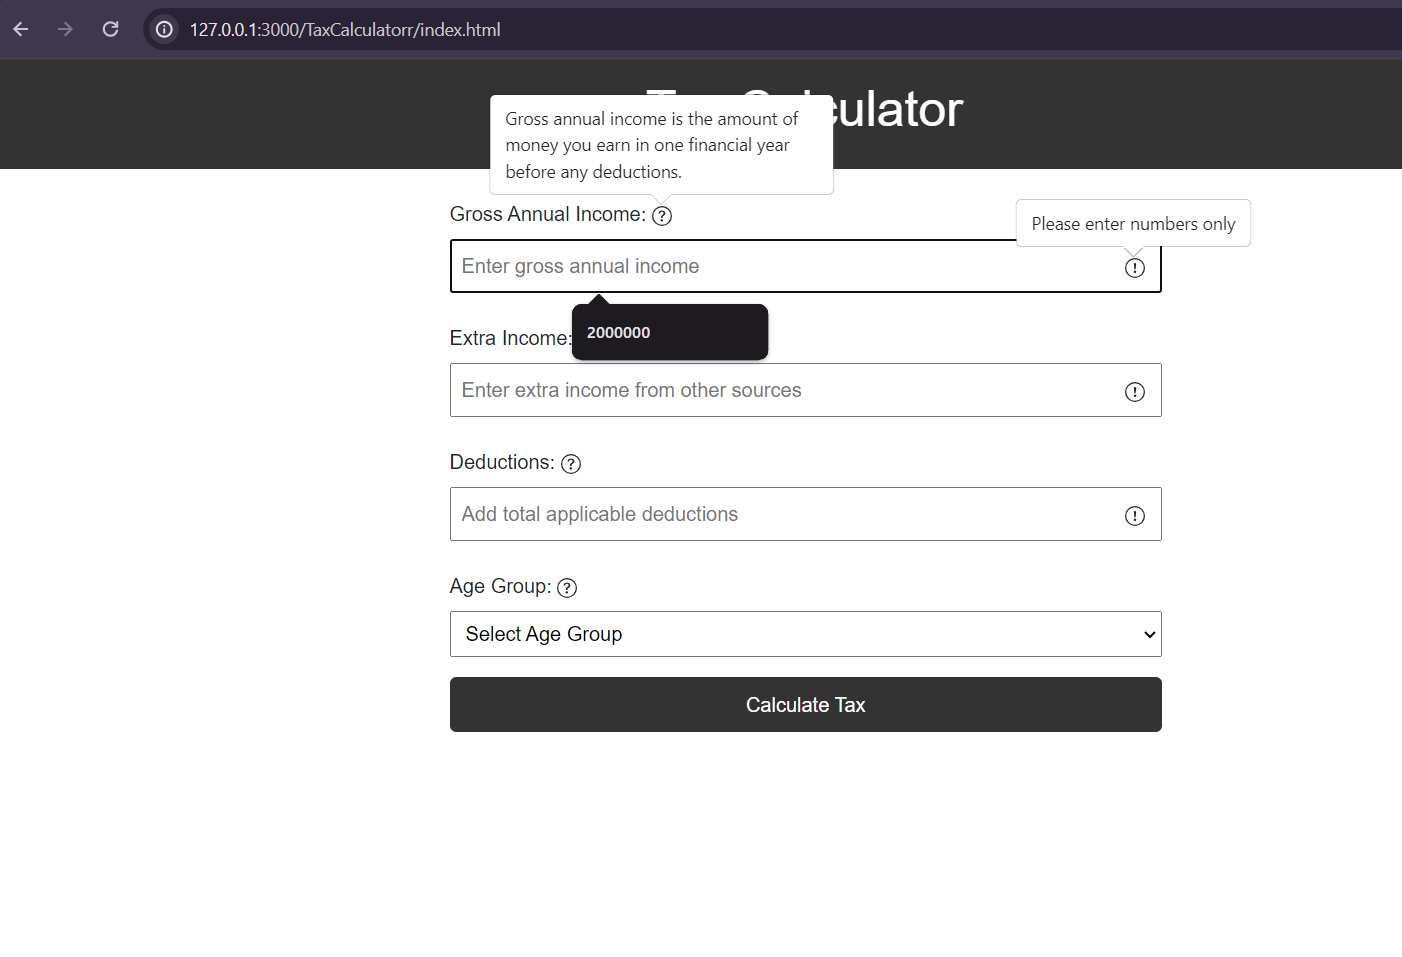 127.0.0.1:3000/TaxCalculatorr/index.html
Tax Calculator
Gross annual income is the amount of
money you earn in one financial year
before any deductions.
Gross Annual Income:
Please enter numbers only
Enter gross annual income
2000000
Extra Income:
Enter extra income from other sources
Deductions:
Add total applicable deductions
Age Group:
Select Age Group
Calculate Tax